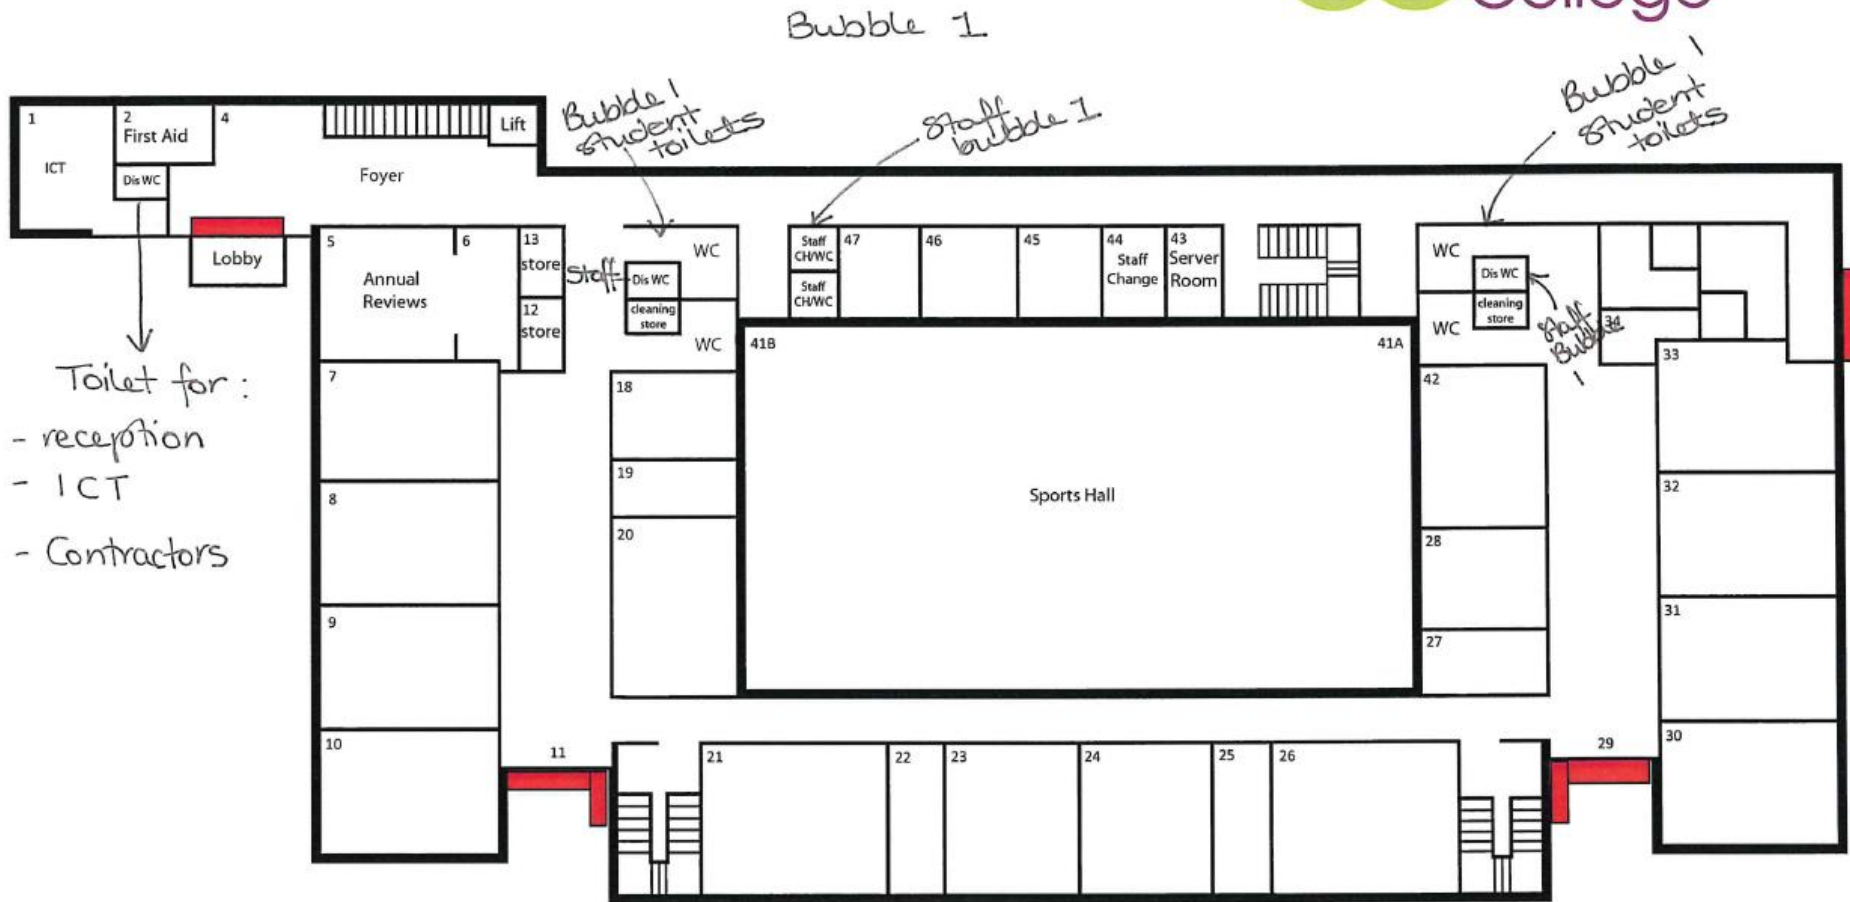 College
Bubble 1
Bubble 1
student
toilets
Staff
bubble 1
Bubble 1
student
toilets
1
ICT
2
First Aid
Dis WC
4
Foyer
Lift
Lobby
5
Annual
Reviews
6
13
store
12
store
Staff
Dis WC
cleaning
store
WC
WC
Staff
CH/WC
Staff
CH/WC
47
46
45
44
Staff
Change
43
Server
Room
WC
WC
Dis WC
cleaning
store
Staff
Bubble
1
34
33
Toilet for:
- reception
- ICT
- Contractors
7
8
9
10
11
18
19
20
41B
41A
Sports Hall
42
28
27
32
31
30
29
21
22
23
24
25
26